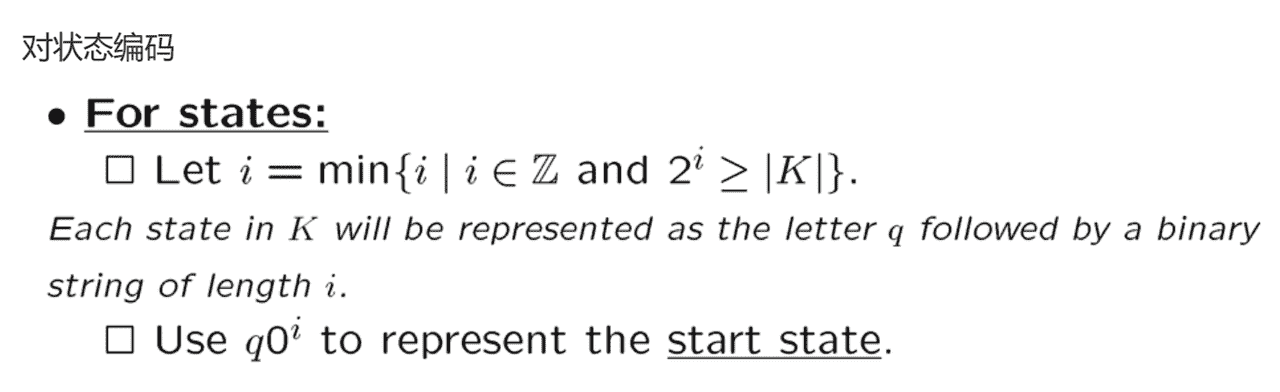 对状态编码
• For states:
□ Let i = min{i | i ∈ ℤ and 2^i ≥ |K|}.
Each state in K will be represented as the letter q followed by a binary
string of length i.
□ Use q0^i to represent the start state.